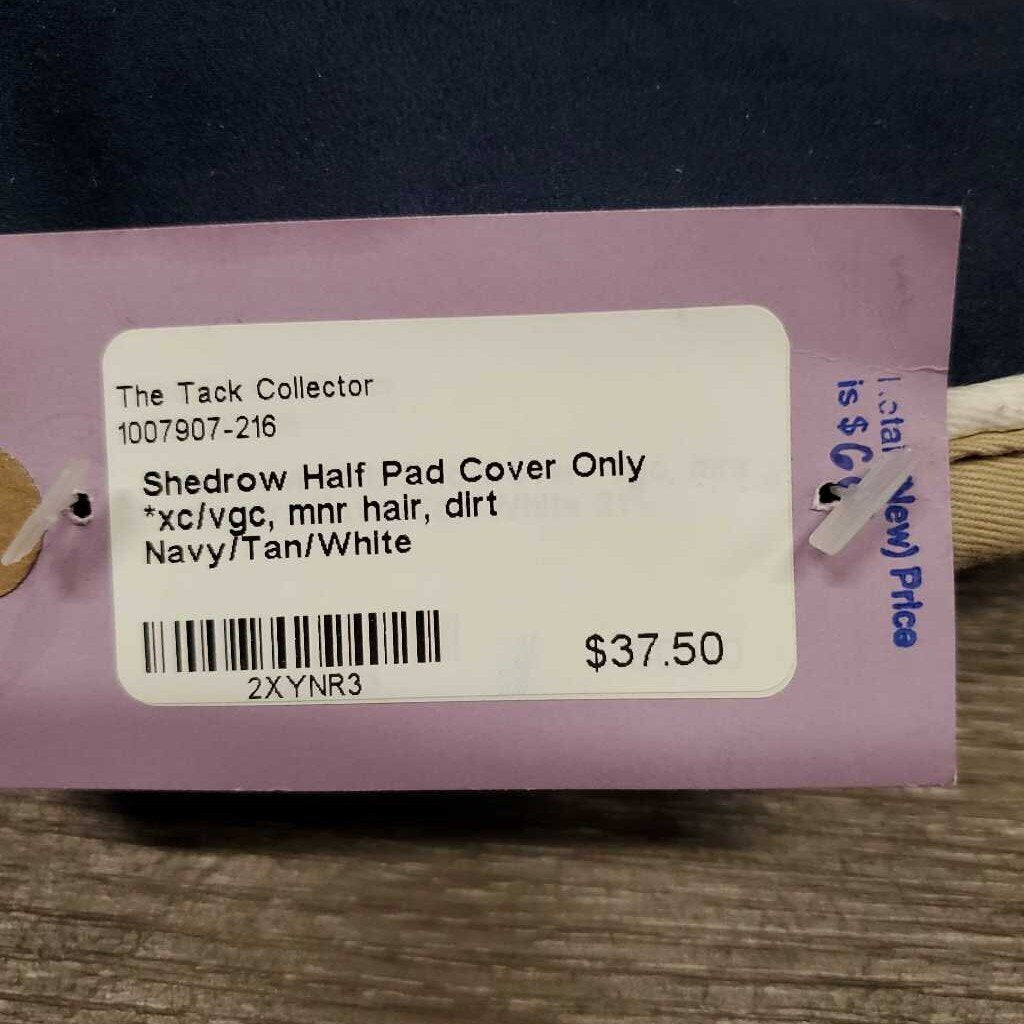 The Tack Collector
1007907-216
Shedrow Half Pad Cover Only
*xc/vgc, mnr hair, dirt
Navy/Tan/White
2XYNR3
$37.50
New) Price
is $